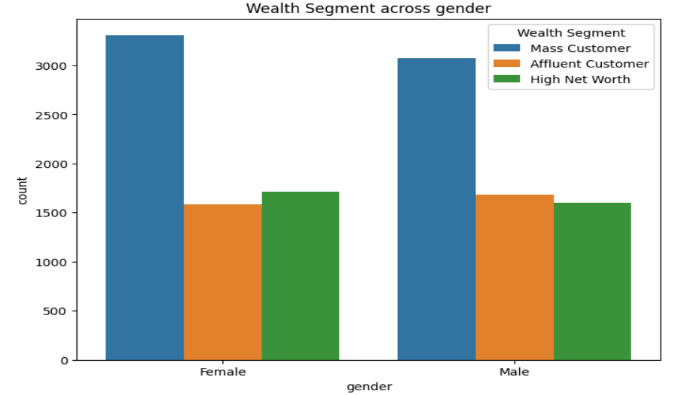 Wealth Segment across gender
Wealth Segment
Mass Customer
Affluent Customer
High Net Worth
count
3000
2500
2000
1500
1000
500
0
Female
Male
gender